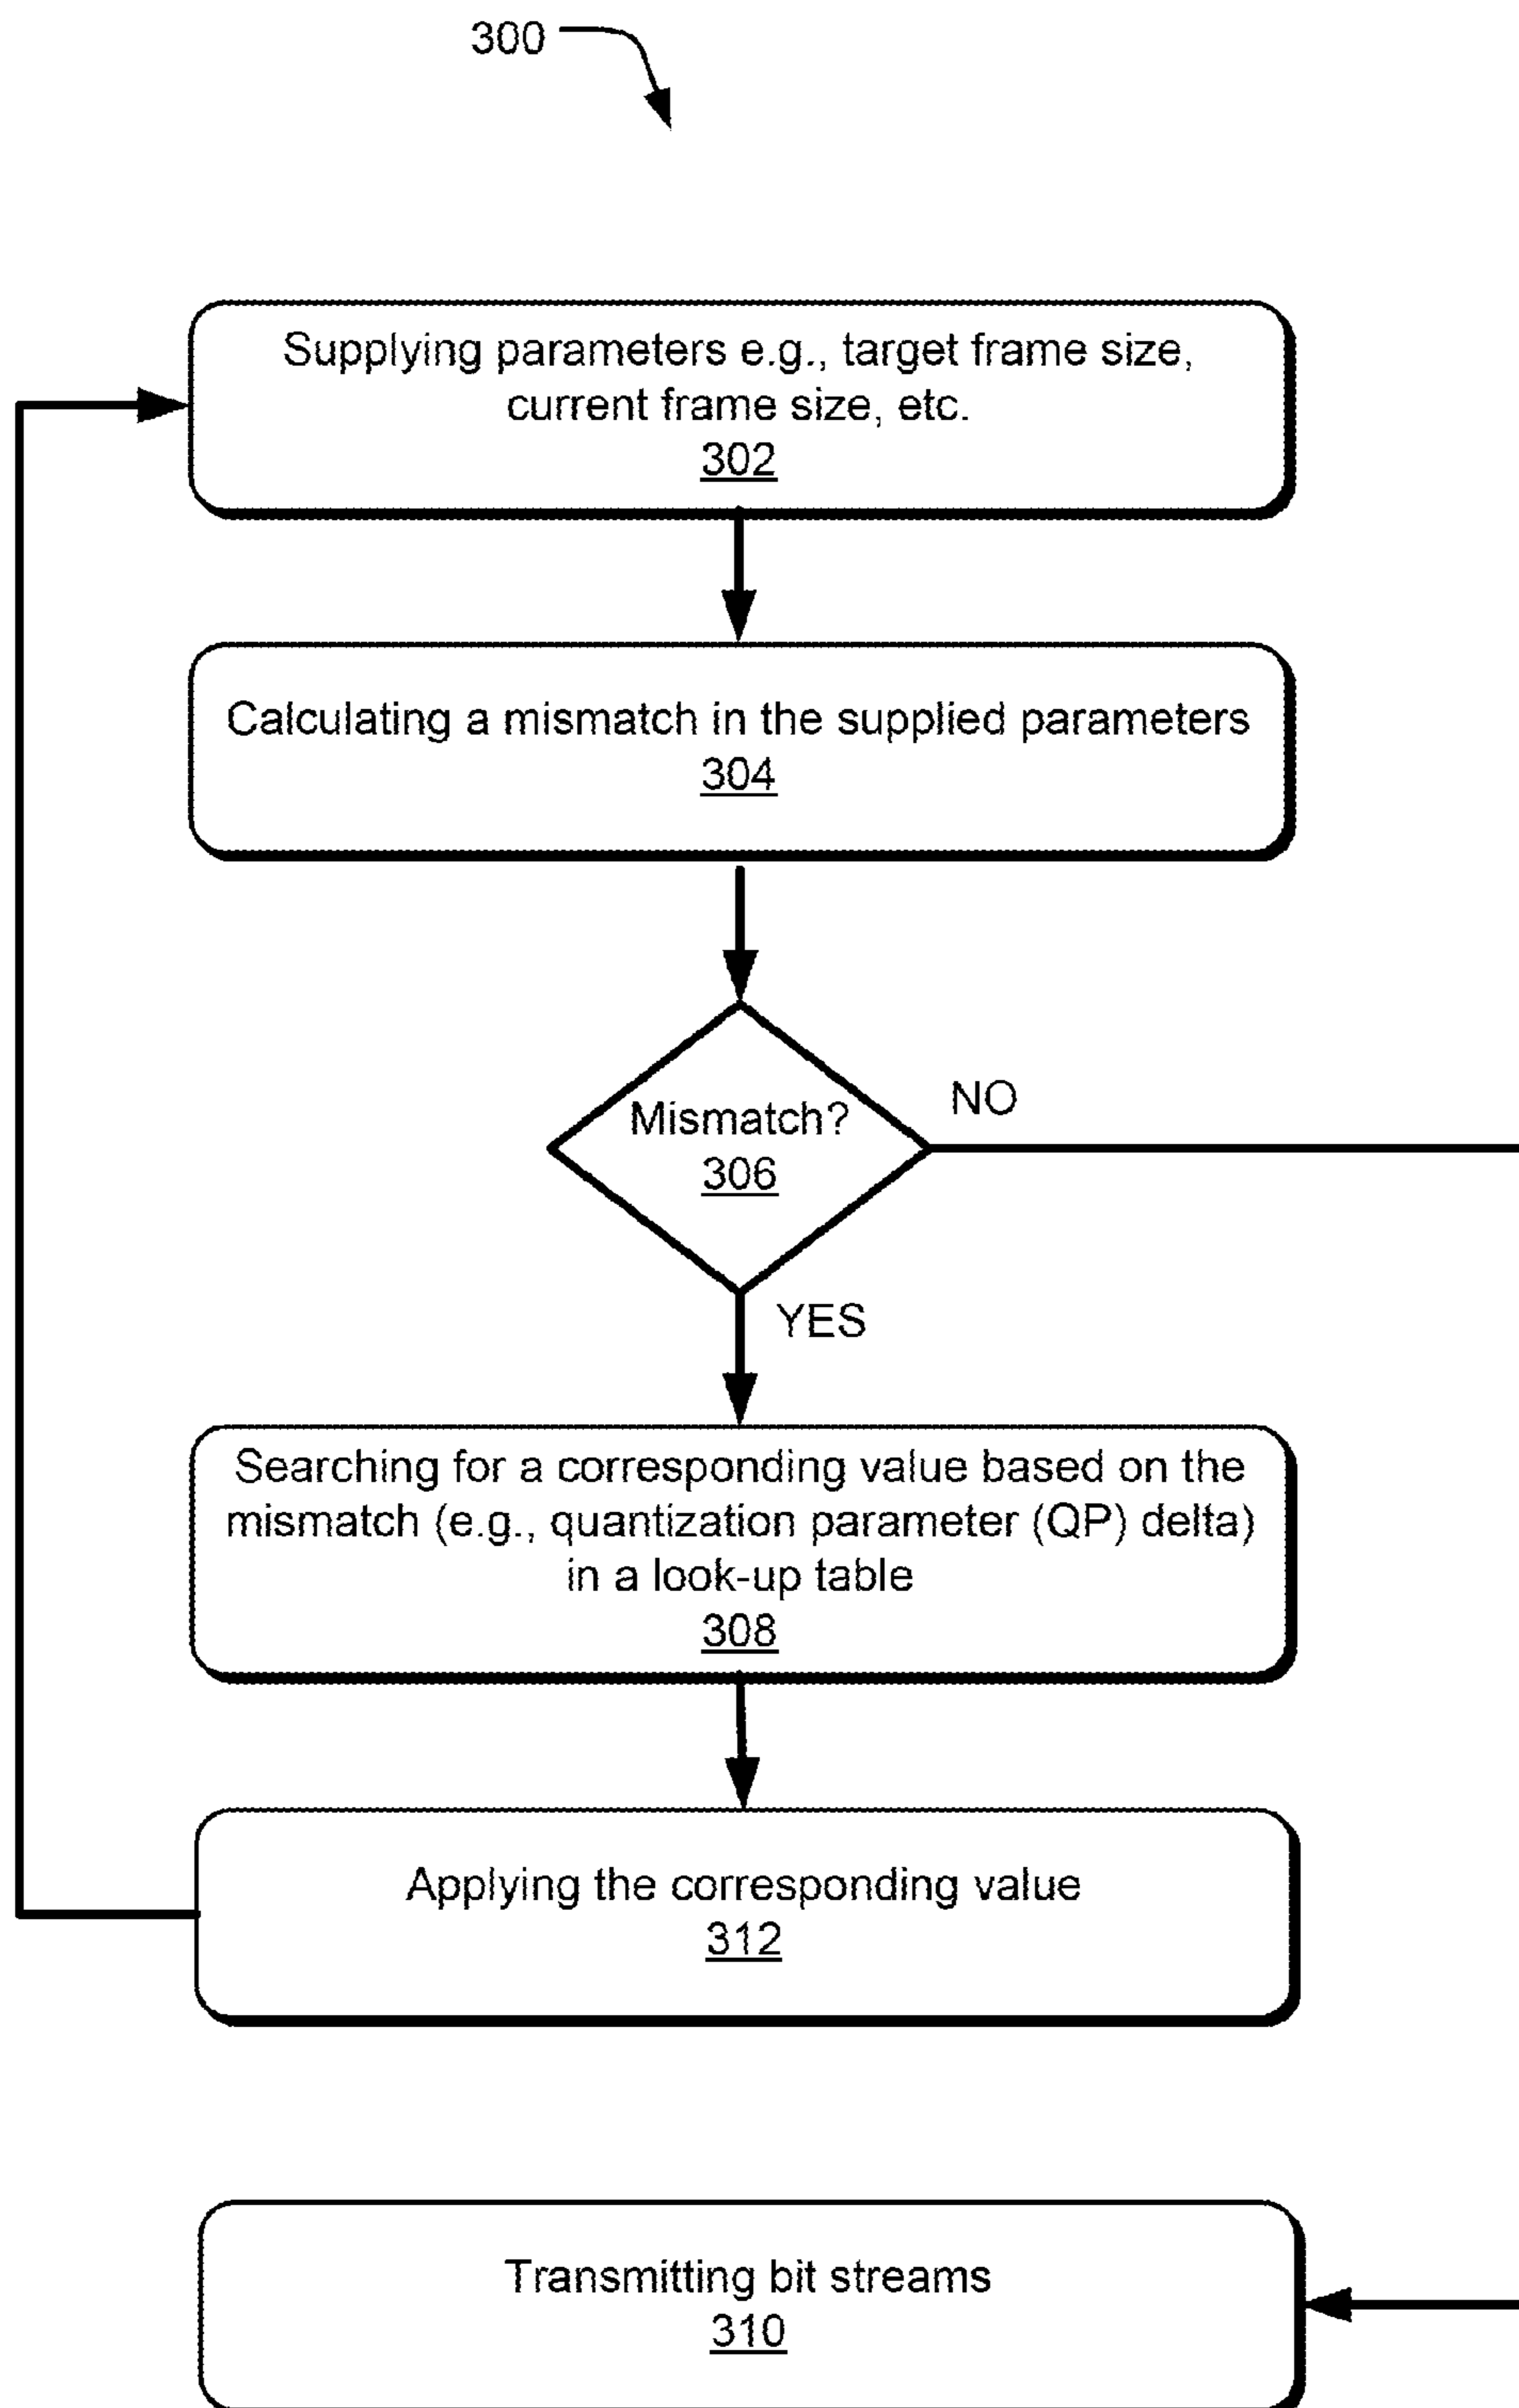 300
Supplying parameters e.g., target frame size,
current frame size, etc.
302
Calculating a mismatch in the supplied parameters
304
Mismatch?
306
NO
YES
Searching for a corresponding value based on the
mismatch (e.g., quantization parameter (QP) delta)
in a look-up table
308
Applying the corresponding value
312
Transmitting bit streams
310